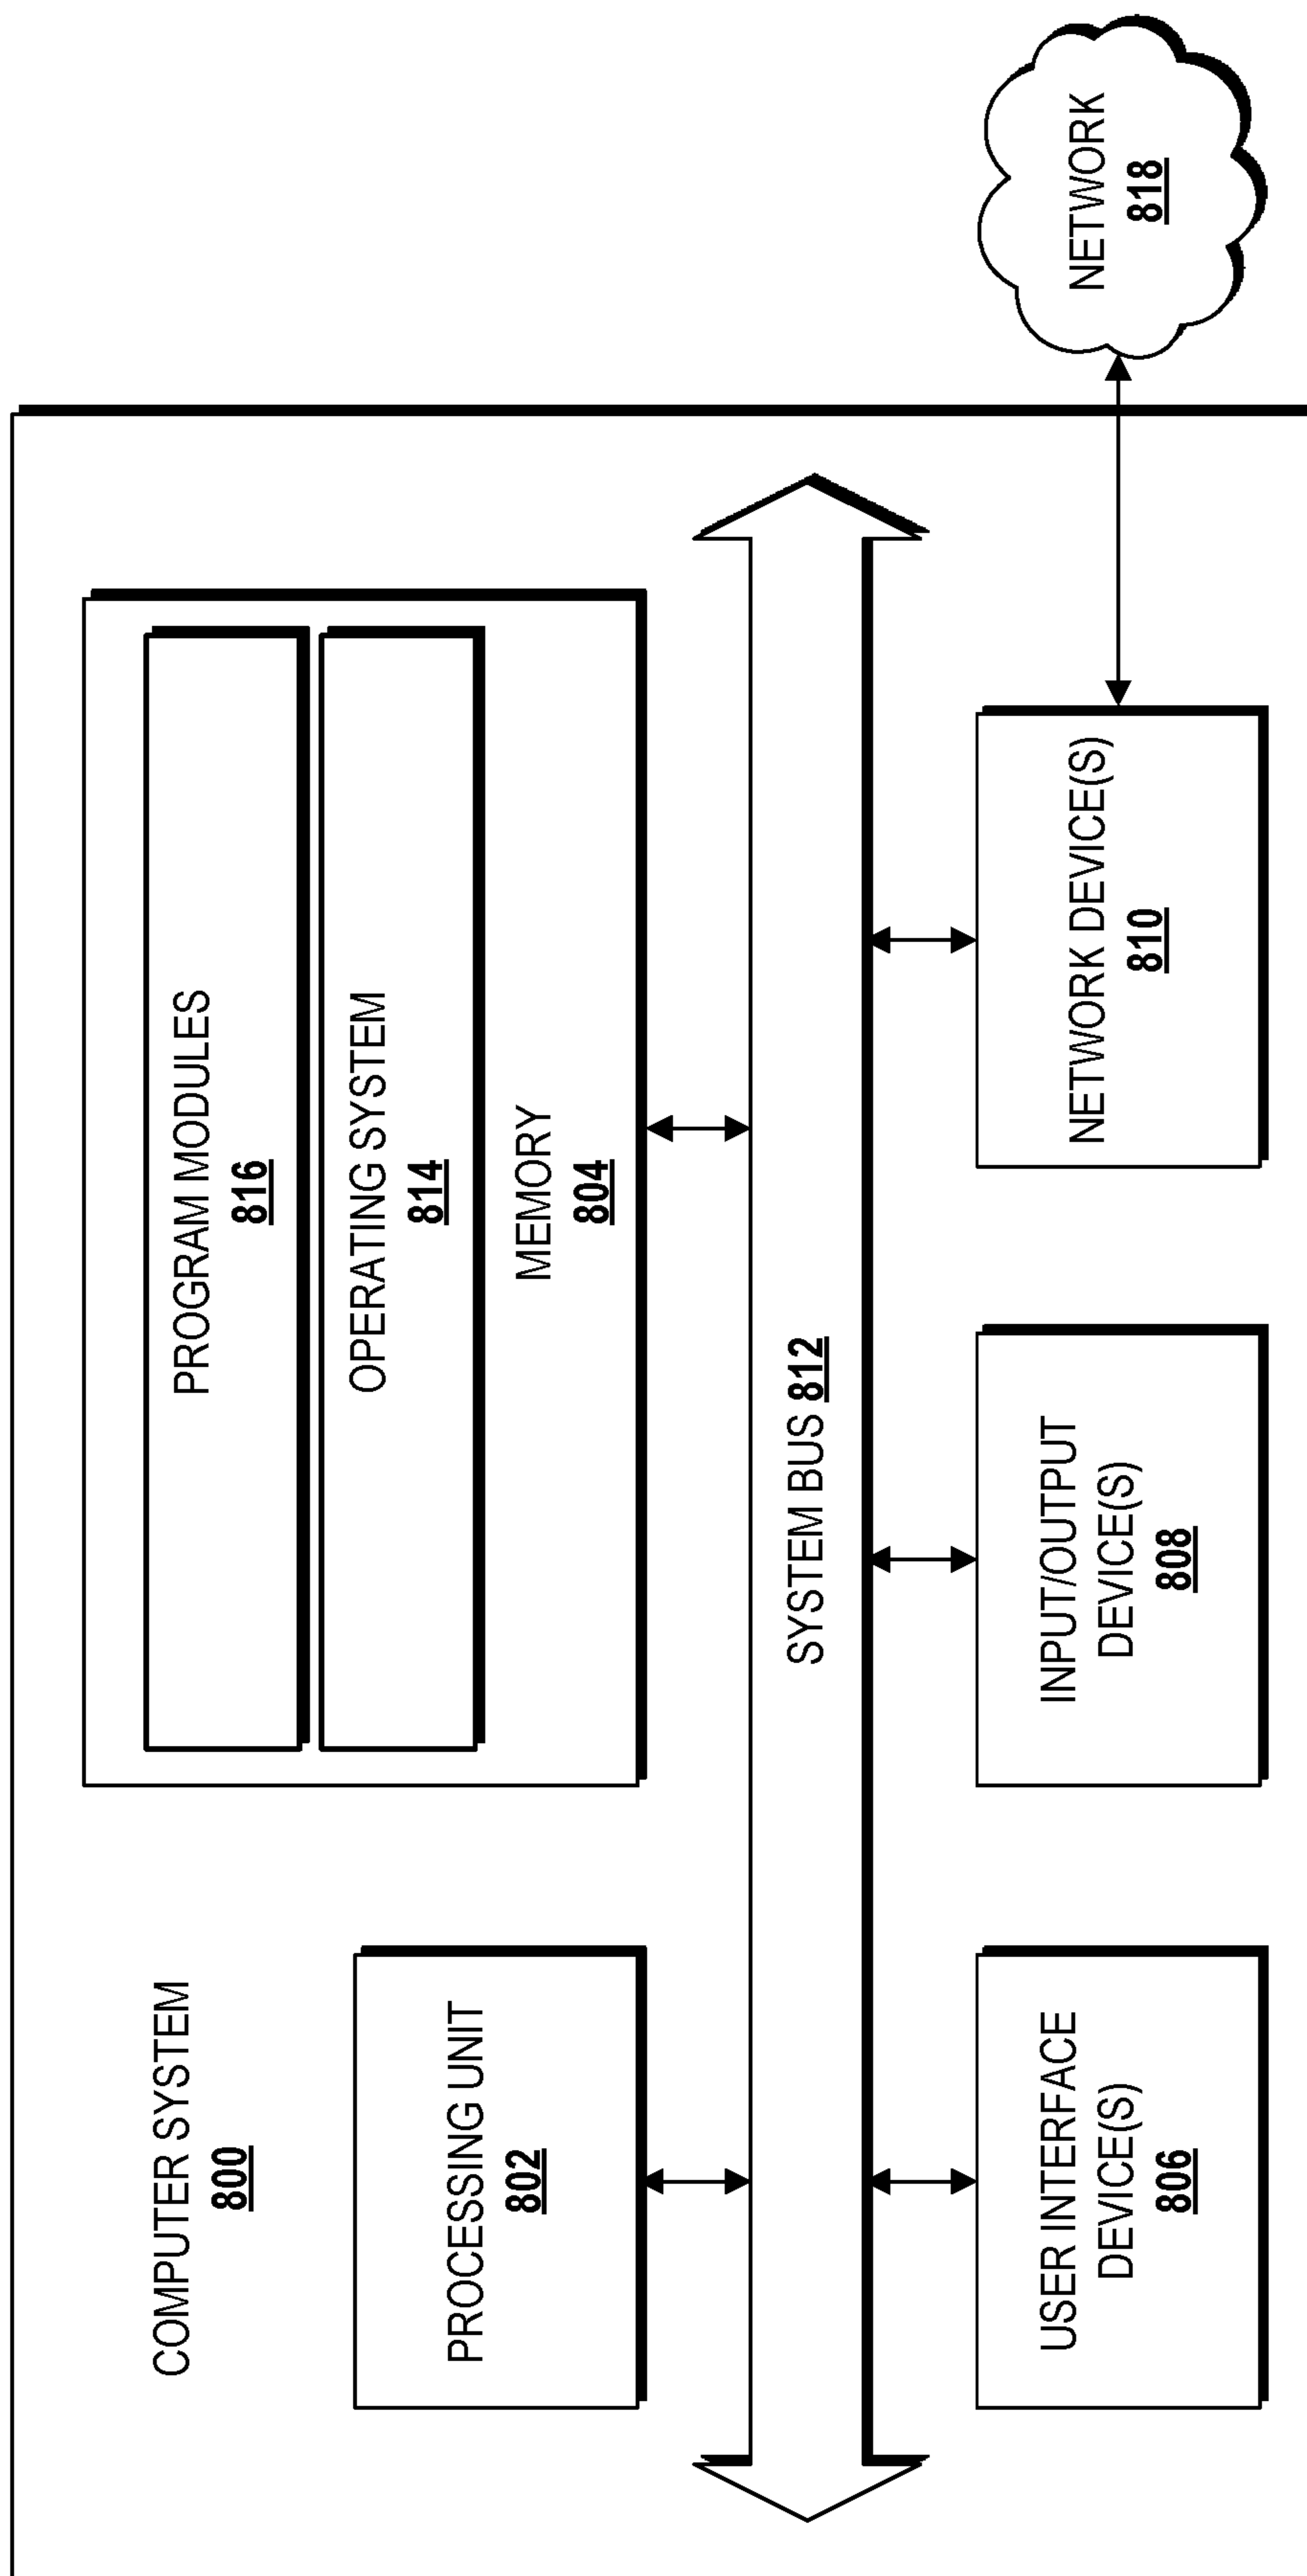 COMPUTER SYSTEM
800
PROCESSING UNIT
802
PROGRAM MODULES
816
OPERATING SYSTEM
814
MEMORY
804
SYSTEM BUS 812
USER INTERFACE
DEVICE(S)
806
INPUT/OUTPUT
DEVICE(S)
808
NETWORK DEVICE(S)
810
NETWORK
818